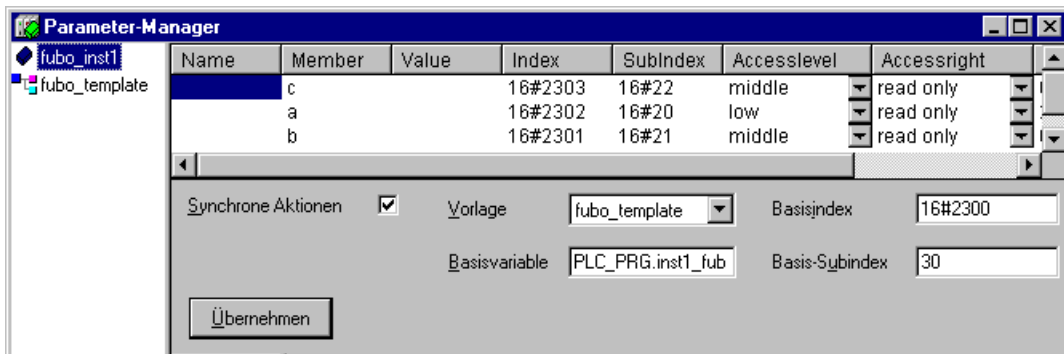 Parameter-Manager
fubo_inst1
fubo_template
Name Member Value Index SubIndex Accesslevel Accessright
c 16#2303 16#22 middle read only
a 16#2302 16#20 low read only
b 16#2301 16#21 middle read only
Synchrone Aktionen Vorlage fubo_template Basisindex 16#2300
Basisvariable PLC_PRG.inst1_fub Basis-Subindex 30
Übernehmen